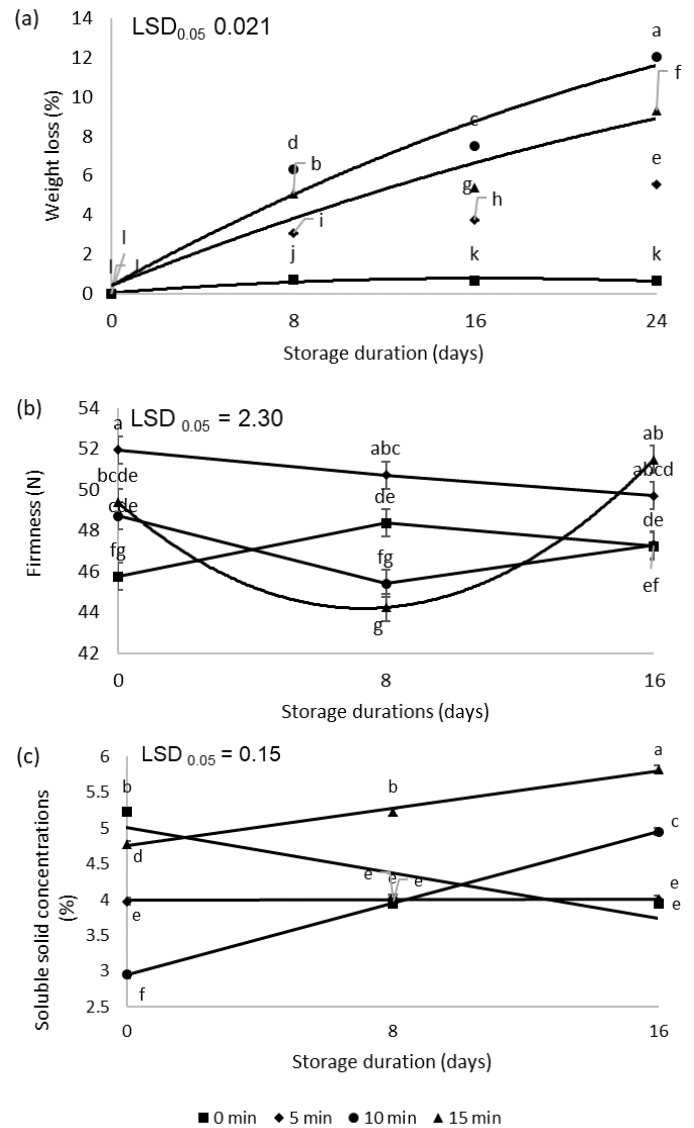 (a)
LSD0.05 0.021
14
12
10
8
6
4
2
0
Weight loss (%)
a
f
d
b
c
e
g
h
i
j
k
k
l
l
l
0
8
16
24
Storage duration (days)
(b)
LSD 0.05 = 2.30
54
52
50
48
46
44
42
Firmness (N)
a
abc
ab
abcd
bcde
cde
de
de
fg
fg
ef
g
0
8
16
Storage durations (days)
(c)
LSD 0.05 = 0.15
6
5.5
5
4.5
4
3.5
3
2.5
Soluble solid concentrations
(%)
b
b
a
d
c
e
e
e
e
e
e
f
0
8
16
Storage duration (days)
0 min 5 min 10 min 15 min